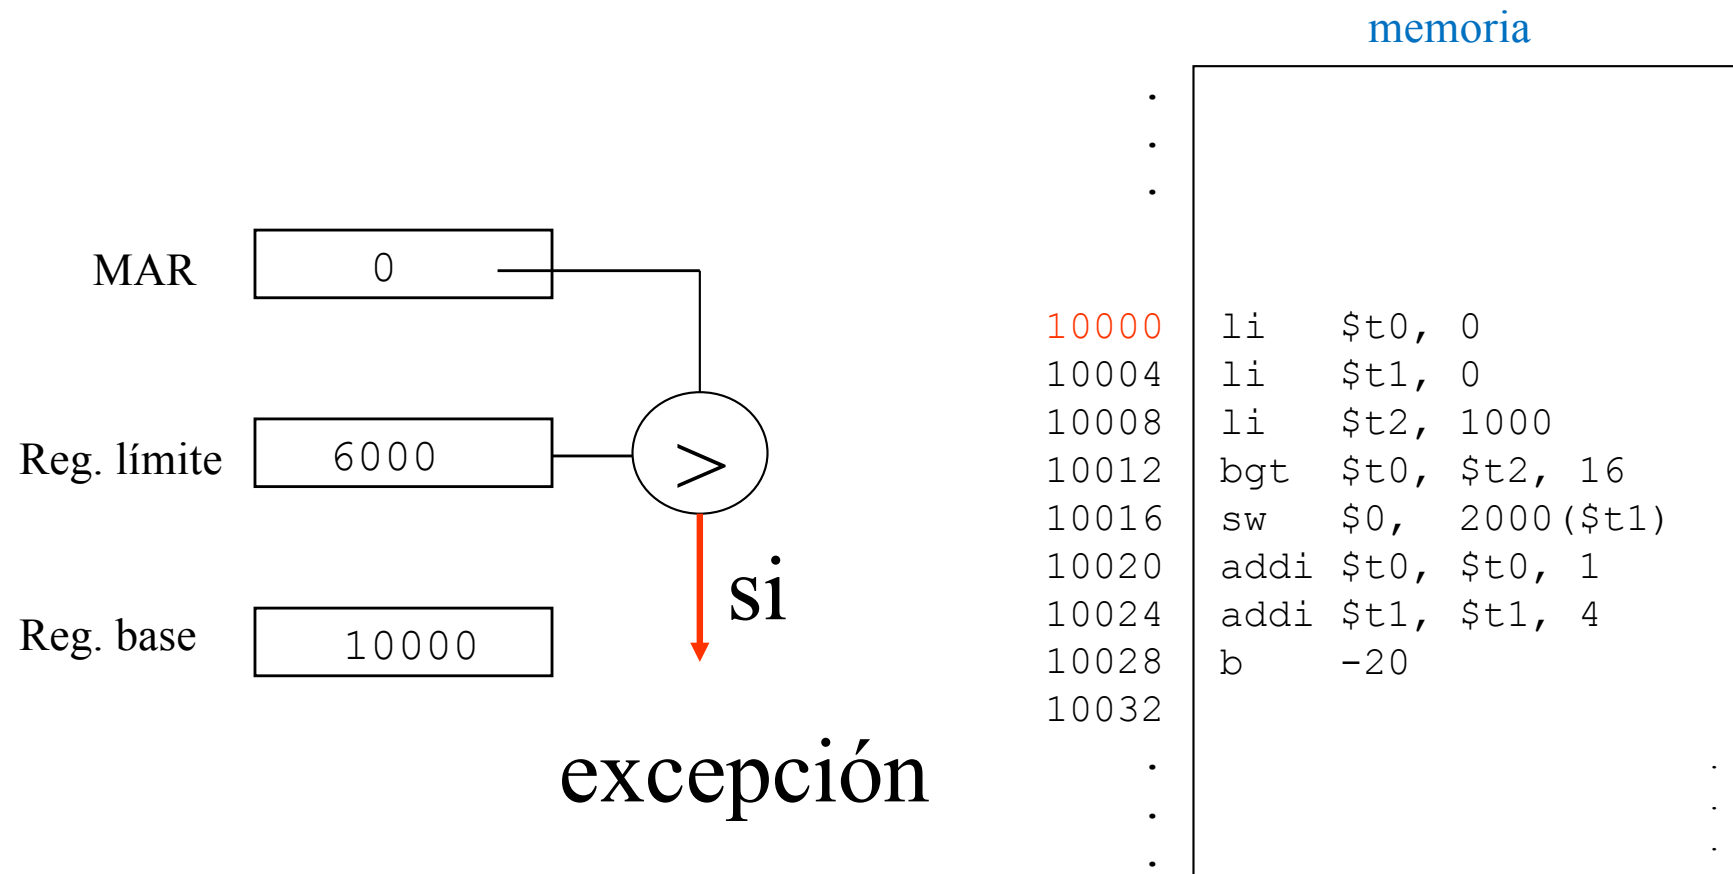 memoria
.
.
.
MAR 0
Reg. límite 6000
>
si
Reg. base 10000
excepción
10000 li $t0, 0
10004 li $t1, 0
10008 li $t2, 1000
10012 bgt $t0, $t2, 16
10016 sw $0, 2000($t1)
10020 addi $t0, $t0, 1
10024 addi $t1, $t1, 4
10028 b -20
10032
. .
. .
. .